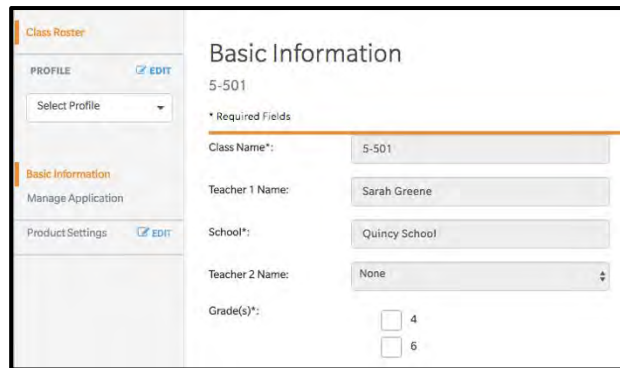 Class Roster
PROFILE EDIT
Select Profile
Basic Information
Manage Application
Product Settings EDIT
Basic Information
5-501
* Required Fields
Class Name*: 5-501
Teacher 1 Name: Sarah Greene
School*: Quincy School
Teacher 2 Name: None
Grade(s)*: 4
6